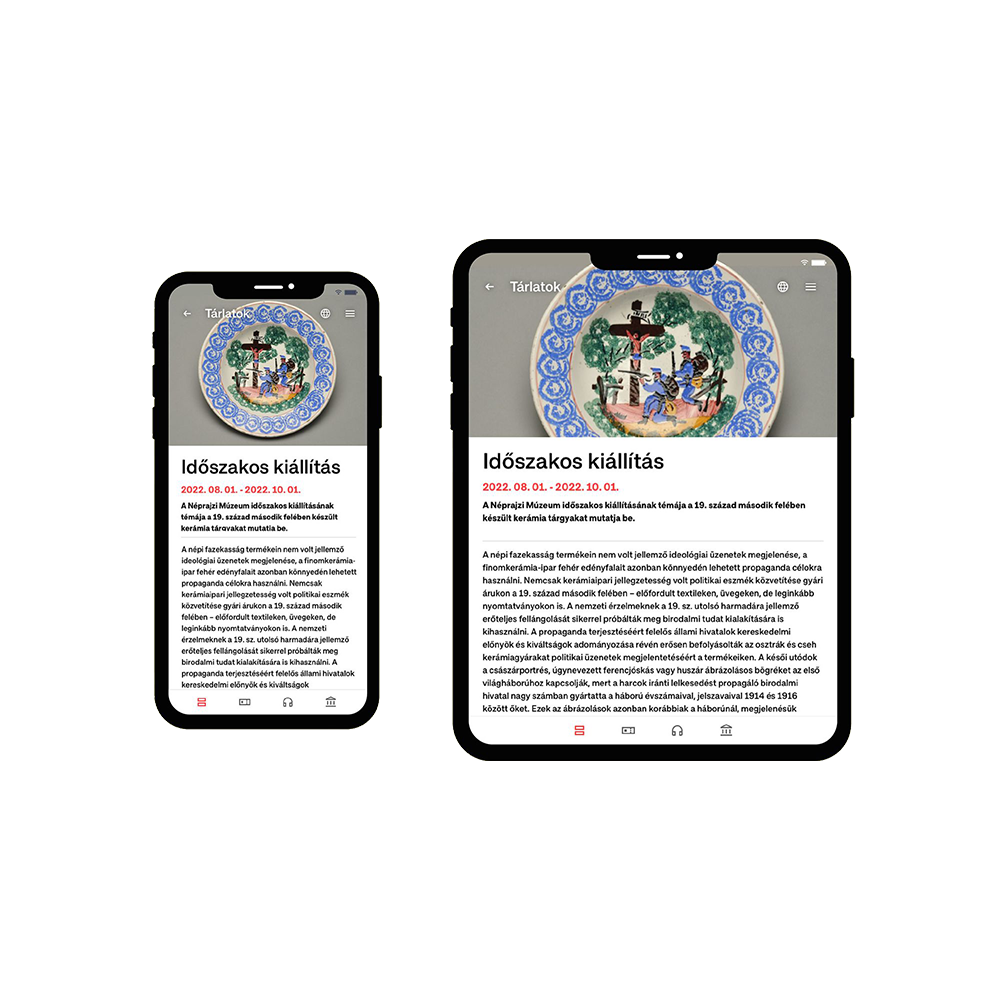 Tárlatok
Időszakos kiállítás
2022. 08. 01. - 2022. 10. 01.
A Néprajzi Múzeum időszakos kiállításának
témája a 19. század második felében készült
kerámia tárgyakat mutatja be.
A népi fazekasság termékein nem volt jellemző
ideológiai üzenetek megjelenése, a finomkerámia-
ipar fehér edényfalait azonban könnyedén lehetett
propaganda célokra használni. Nemcsak
kerámiaipari jellegzetesség volt politikai eszmék
közvetítése gyári árukon a 19. század második
felében – előfordult textileken, üvegeken, de
leginkább nyomtatványokon is. A nemzeti
érzelmeknek a 19. sz. utolsó harmadára jellemző
erőteljes fellángolását sikerrel próbálták meg
birodalmi tudat kialakítására is kihasználni. A
propaganda terjesztéséért felelős állami hivatalok
kereskedelmi előnyök és kiváltságok
Tárlatok
Időszakos kiállítás
2022. 08. 01. - 2022. 10. 01.
A Néprajzi Múzeum időszakos kiállításának témája a 19. század második felében
készült kerámia tárgyakat mutatja be.
A népi fazekasság termékein nem volt jellemző ideológiai üzenetek megjelenése, a
finomkerámia-ipar fehér edényfalait azonban könnyedén lehetett propaganda célokra
használni. Nemcsak kerámiaipari jellegzetesség volt politikai eszmék közvetítése gyári
árukon a 19. század második felében – előfordult textileken, üvegeken, de leginkább
nyomtatványokon is. A nemzeti érzelmeknek a 19. sz. utolsó harmadára jellemző
erőteljes fellángolását sikerrel próbálták meg birodalmi tudat kialakítására is
kihasználni. A propaganda terjesztéséért felelős állami hivatalok kereskedelmi
előnyök és kiváltságok adományozása révén erősen befolyásolták az osztrák és cseh
kerámiagyárakat politikai üzenetek megjelentetéséért a termékeiken. A késői utódok
a császárportrés, úgynevezett ferencjóskás vagy huszár ábrázolásos bögréket az első
világháborúhoz kapcsolják, mert a harcok iránti lelkesedést propagáló birodalmi
hivatal nagy számban gyártatta a háború évszámaival, jelszavaival 1914 és 1916
között őket. Ezek az ábrázolások azonban korábbiak a háborúnál, megjelenésük